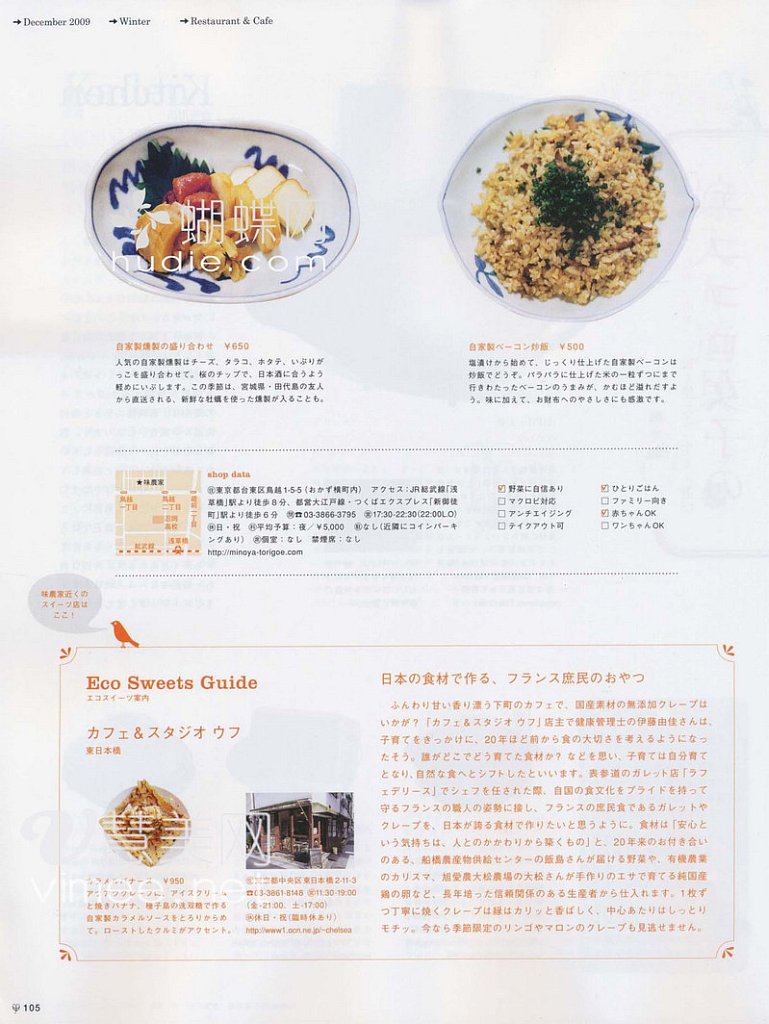 →December 2009 →Winter →Restaurant & Cafe
蝴蝶
hudie.com
自家製燻製の盛り合わせ ￥650
人気の自家製燻製はチーズ、タラコ、ホタテ、いぶりが
っこを盛り合わせて。桜のチップで、日本酒に合うよう
軽めにいぶします。この季節は、宮城県・田代島の友人
から直送される、新鮮な牡蠣を使った燻製が入ることも。
自家製ベーコン炒飯 ￥500
塩漬けから始めて、じっくり仕上げた自家製ベーコンは
炒飯でどうぞ。パラパラに仕上げた米の一粒ずつにまで
行きわたったベーコンのうまみが、かむほど溢れだすよ
う。味に加えて、お財布へのやさしさにも感激です。
★味農家
鳥越一丁目
鳥越二丁目
忍岡高校
総武線
浅草橋
shop data
㊟東京都台東区鳥越1-5-5（おかず横町内） アクセス：JR総武線「浅
草橋」駅より徒歩8分、都営大江戸線・つくばエクスプレス「新御徒
町」駅より徒歩6分 ☎03-3866-3795 17:30-22:30(22:00L.O)
日・祝 平均予算：夜／￥5,000 なし（近隣にコインパーキ
ングあり） 個室：なし 禁煙席：なし
http://minoya-torigoe.com
☑野菜に自信あり ☑ひとりごはん
□マクロビ対応 □ファミリー向き
□アンチエイジング ☑赤ちゃんOK
□テイクアウト可 □ワンちゃんOK
味農家近くの
スイーツ店は
ここ！
Eco Sweets Guide
エコスイーツ案内
カフェ＆スタジオ ウフ
東日本橋
慧美网
カラメルバナーヌ ￥950
アツアツクレープに、アイスクリーム
と焼きバナナ、種子島の浅双糖で作る
自家製カラメルソースをとろりからめ
て。ローストしたクルミがアクセント。
東京都中央区東日本橋2-11-3
☎03-3861-8146 11:30-19:00
(金-21:00、土-17:00)
休日・祝（臨時休あり）
http://www1.ocn.ne.jp/~chelsea
日本の食材で作る、フランス庶民のおやつ
ふんわり甘い香り漂う下町のカフェで、国産素材の無添加クレープは
いかが？「カフェ＆スタジオ ウフ」店主で健康管理士の伊藤由佳さんは、
子育てをきっかけに、20年ほど前から食の大切さを考えるようになっ
たそう。誰がどこでどう育てた食材か？ などを思い、子育ては自分育て
となり、自然な食へとシフトしたといいます。表参道のガレット店「ラフ
ェデリース」でシェフを任された際、自国の食文化をプライドを持って
守るフランスの職人の姿勢に接し、フランスの庶民食であるガレットや
クレープを、日本が誇る食材で作りたいと思うように。食材は「安心と
いう気持ちは、人とのかかわりから築くもの」と、20年来のお付き合い
のある、船橋農産物供給センターの飯島さんが届ける野菜や、有機農業
のカリスマ、旭愛農大松農場の大松さんが手作りのエサで育てる純国産
鶏の卵など、長年培った信頼関係のある生産者から仕入れます。1枚ず
つ丁寧に焼くクレープは縁はカリッと香ばしく、中心あたりはしっとり
モチッ。今なら季節限定のリンゴやマロンのクレープも見逃せません。
105